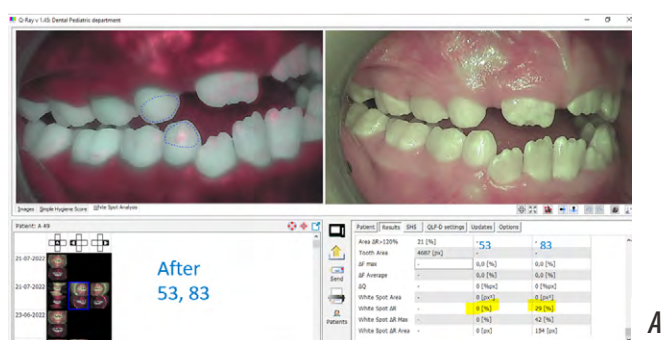 Q-Ray v 1.45: Dental Pediatric department
Images Simple Hygiene Score White Spot Analysis
Patient: A 49
21-07-2022
21-07-2022
23-06-2022
After
53, 83
Send
Patients
Patient Results SHS QLF-D settings Updates Options
Area ΔR>120% 21 [%] - -
53 83
Tooth Area 4687 [px] - -
ΔF max - 0,0 [%] 0,0 [%]
ΔF Average - 0,0 [%] 0,0 [%]
ΔQ - 0 [%px] 0 [%px]
White Spot Area - 0 [px²] 0 [px²]
White Spot ΔR - 0 [%] 29 [%]
White Spot ΔR Max - 0 [%] 42 [%]
White Spot ΔR Area - 0 [px] 184 [px]
A